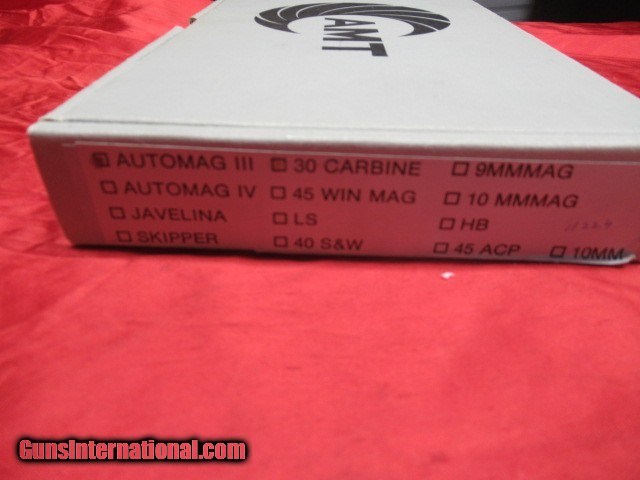 AMT
AUTOMAG III 30 CARBINE 9MMMAG
AUTOMAG IV 45 WIN MAG 10 MMMAG
JAVELINA LS HB
SKIPPER 40 S&W 45 ACP 10MM
GunsInternational.com